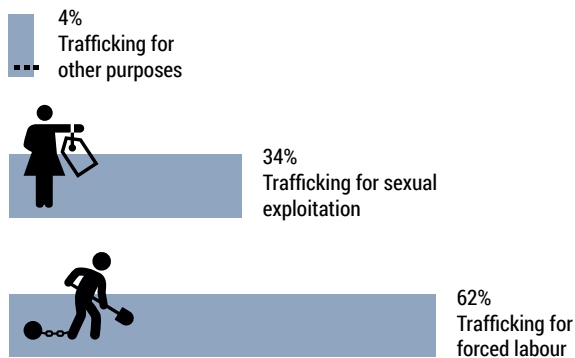 4%
Trafficking for
other purposes
34%
Trafficking for sexual
exploitation
62%
Trafficking for
forced labour